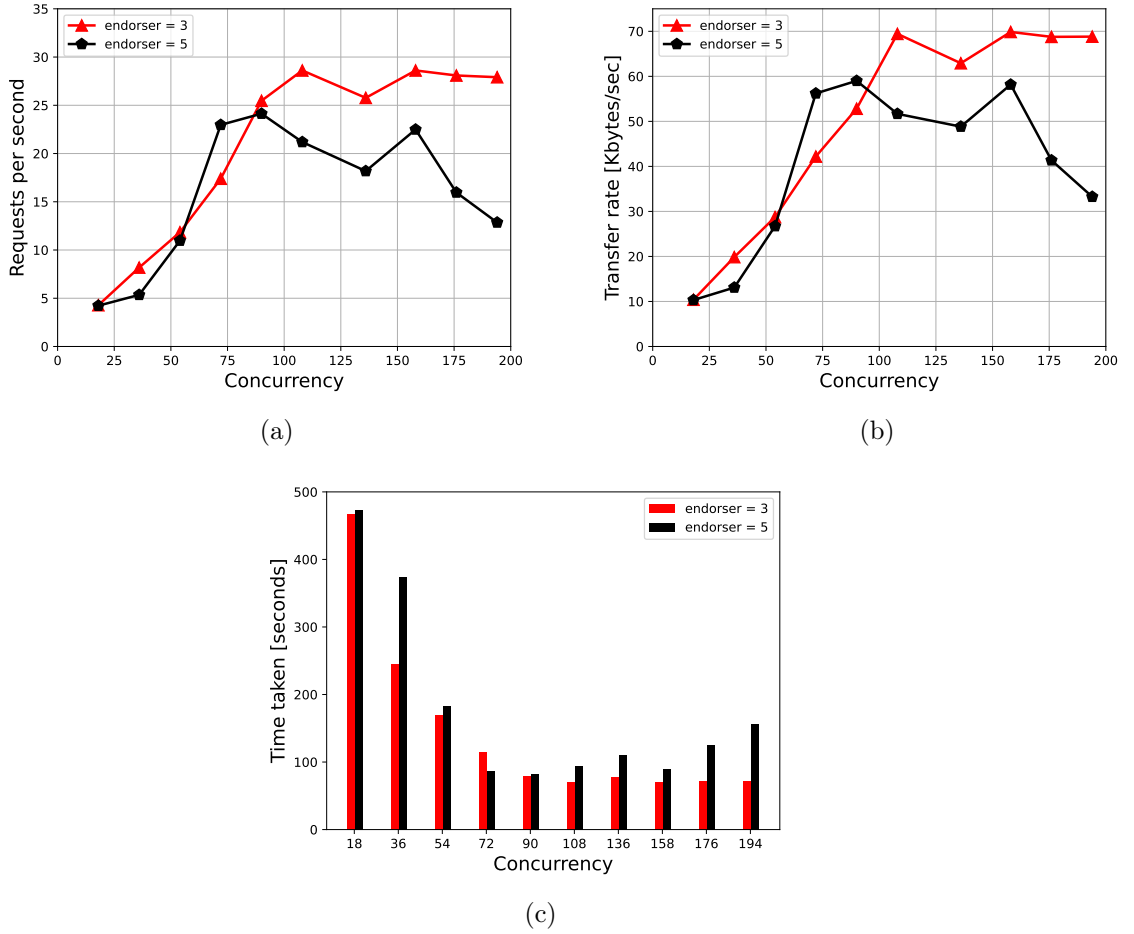 endorser = 3
endorser = 5
35
30
25
20
15
10
5
0
Requests per second
0 25 50 75 100 125 150 175 200
Concurrency
(a)
endorser = 3
endorser = 5
70
60
50
40
30
20
10
0
Transfer rate [Kbytes/sec]
0 25 50 75 100 125 150 175 200
Concurrency
(b)
endorser = 3
endorser = 5
500
400
300
200
100
0
Time taken [seconds]
18 36 54 72 90 108 136 158 176 194
Concurrency
(c)